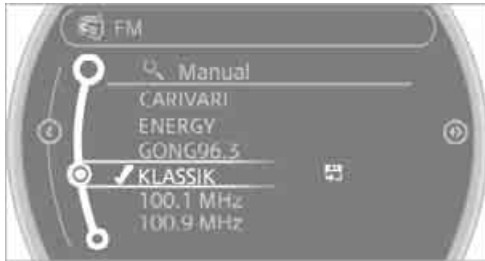 FM
Manual
CARIVARI
ENERGY
GONG96.3
KLASSIK
100.1 MHz
100.9 MHz